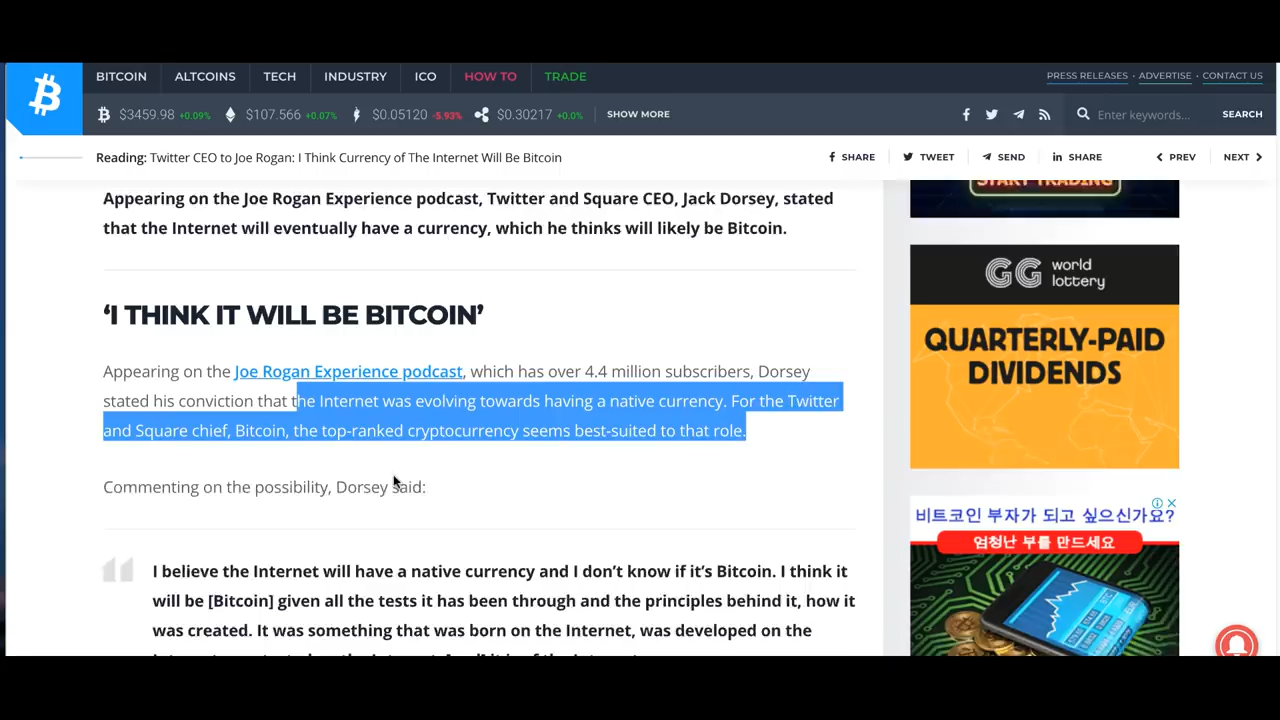 BITCOIN ALTCOINS TECH INDUSTRY ICO HOW TO TRADE PRESS RELEASES · ADVERTISE · CONTACT US
$3459.98 +0.09% $107.566 +0.07% $0.05120 -5.93% $0.30217 +0.0% SHOW MORE Enter keywords... SEARCH
Reading: Twitter CEO to Joe Rogan: I Think Currency of The Internet Will Be Bitcoin SHARE TWEET SEND SHARE PREV NEXT
Appearing on the Joe Rogan Experience podcast, Twitter and Square CEO, Jack Dorsey, stated
that the Internet will eventually have a currency, which he thinks will likely be Bitcoin.
‘I THINK IT WILL BE BITCOIN’
Appearing on the Joe Rogan Experience podcast, which has over 4.4 million subscribers, Dorsey
stated his conviction that the Internet was evolving towards having a native currency. For the Twitter
and Square chief, Bitcoin, the top-ranked cryptocurrency seems best-suited to that role.
Commenting on the possibility, Dorsey said:
I believe the Internet will have a native currency and I don’t know if it’s Bitcoin. I think it
will be [Bitcoin] given all the tests it has been through and the principles behind it, how it
was created. It was something that was born on the Internet, was developed on the
START TRADING
GG world
lottery
QUARTERLY-PAID
DIVIDENDS
비트코인 부자가 되고 싶으신가요?
엄청난 부를 만드세요